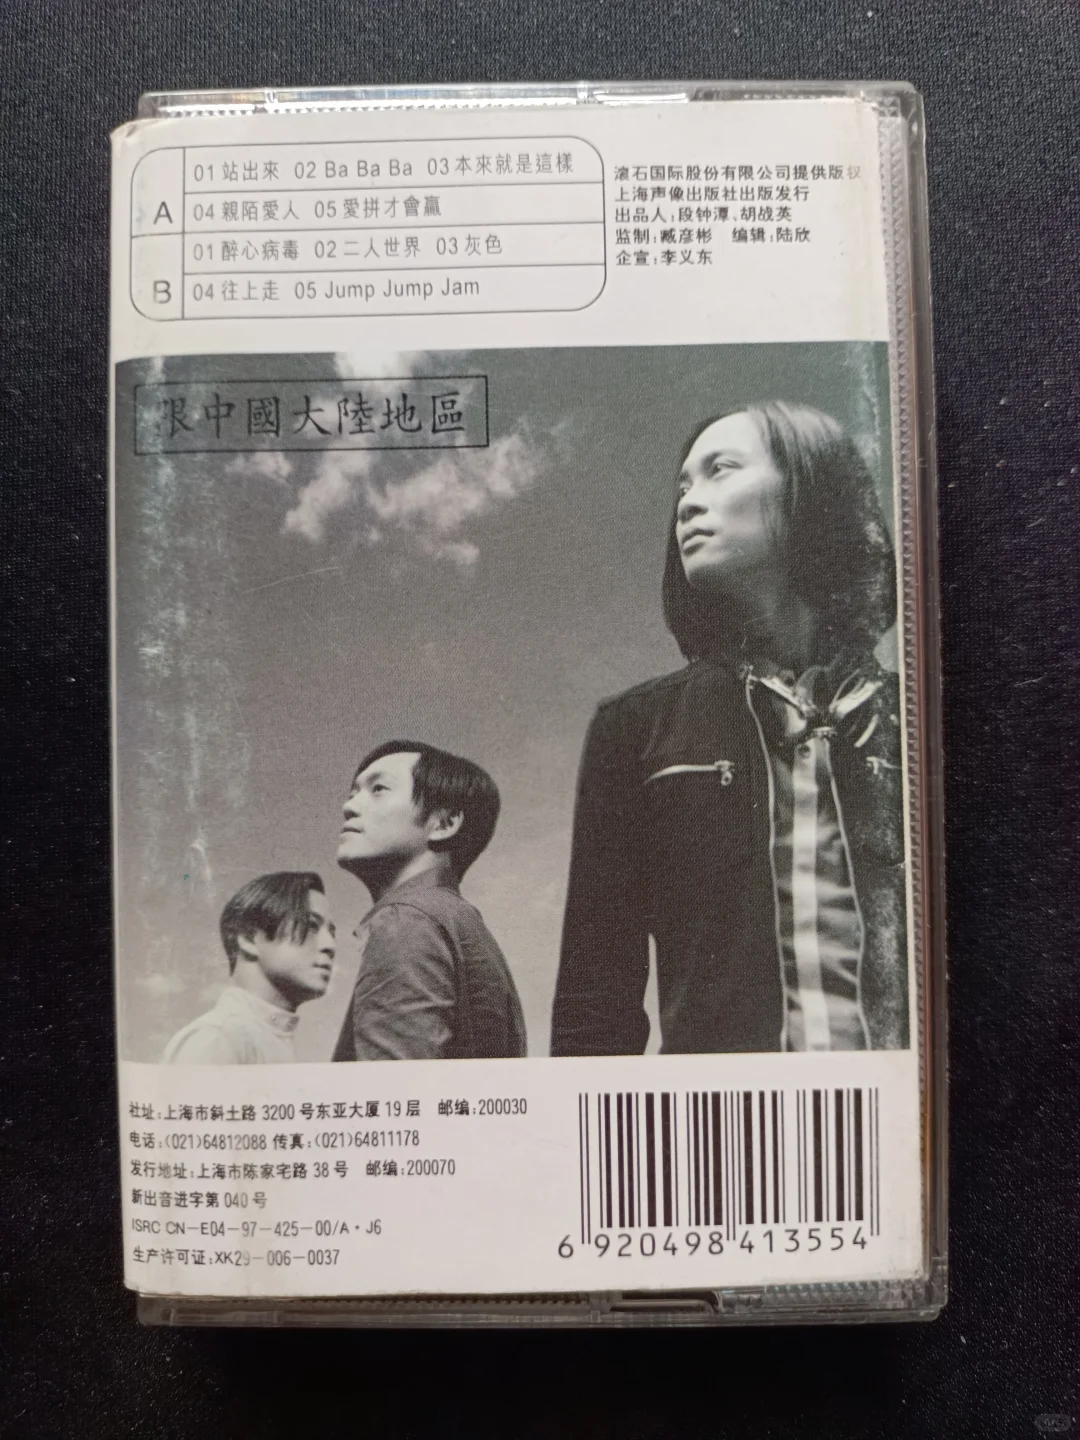 A
01 站出來 02 Ba Ba Ba 03 本來就是這樣
04 親陌愛人 05 愛拼才會贏
B
01 醉心病毒 02 二人世界 03 灰色
04 往上走 05 Jump Jump Jam
滚石国际股份有限公司提供版权
上海声像出版社出版发行
出品人:段钟潭、胡战英
监制:臧彦彬 编辑:陆欣
企宣:李义东
限中國大陸地區
社址:上海市斜土路 3200 号东亚大厦 19 层 邮编:200030
电话:(021)64812088 传真:(021)64811178
发行地址:上海市陈家宅路 38 号 邮编:200070
新出音进字第 040 号
ISRC CN-E04-97-425-00/A·J6
生产许可证:XK29-006-0037
6 920498 413554